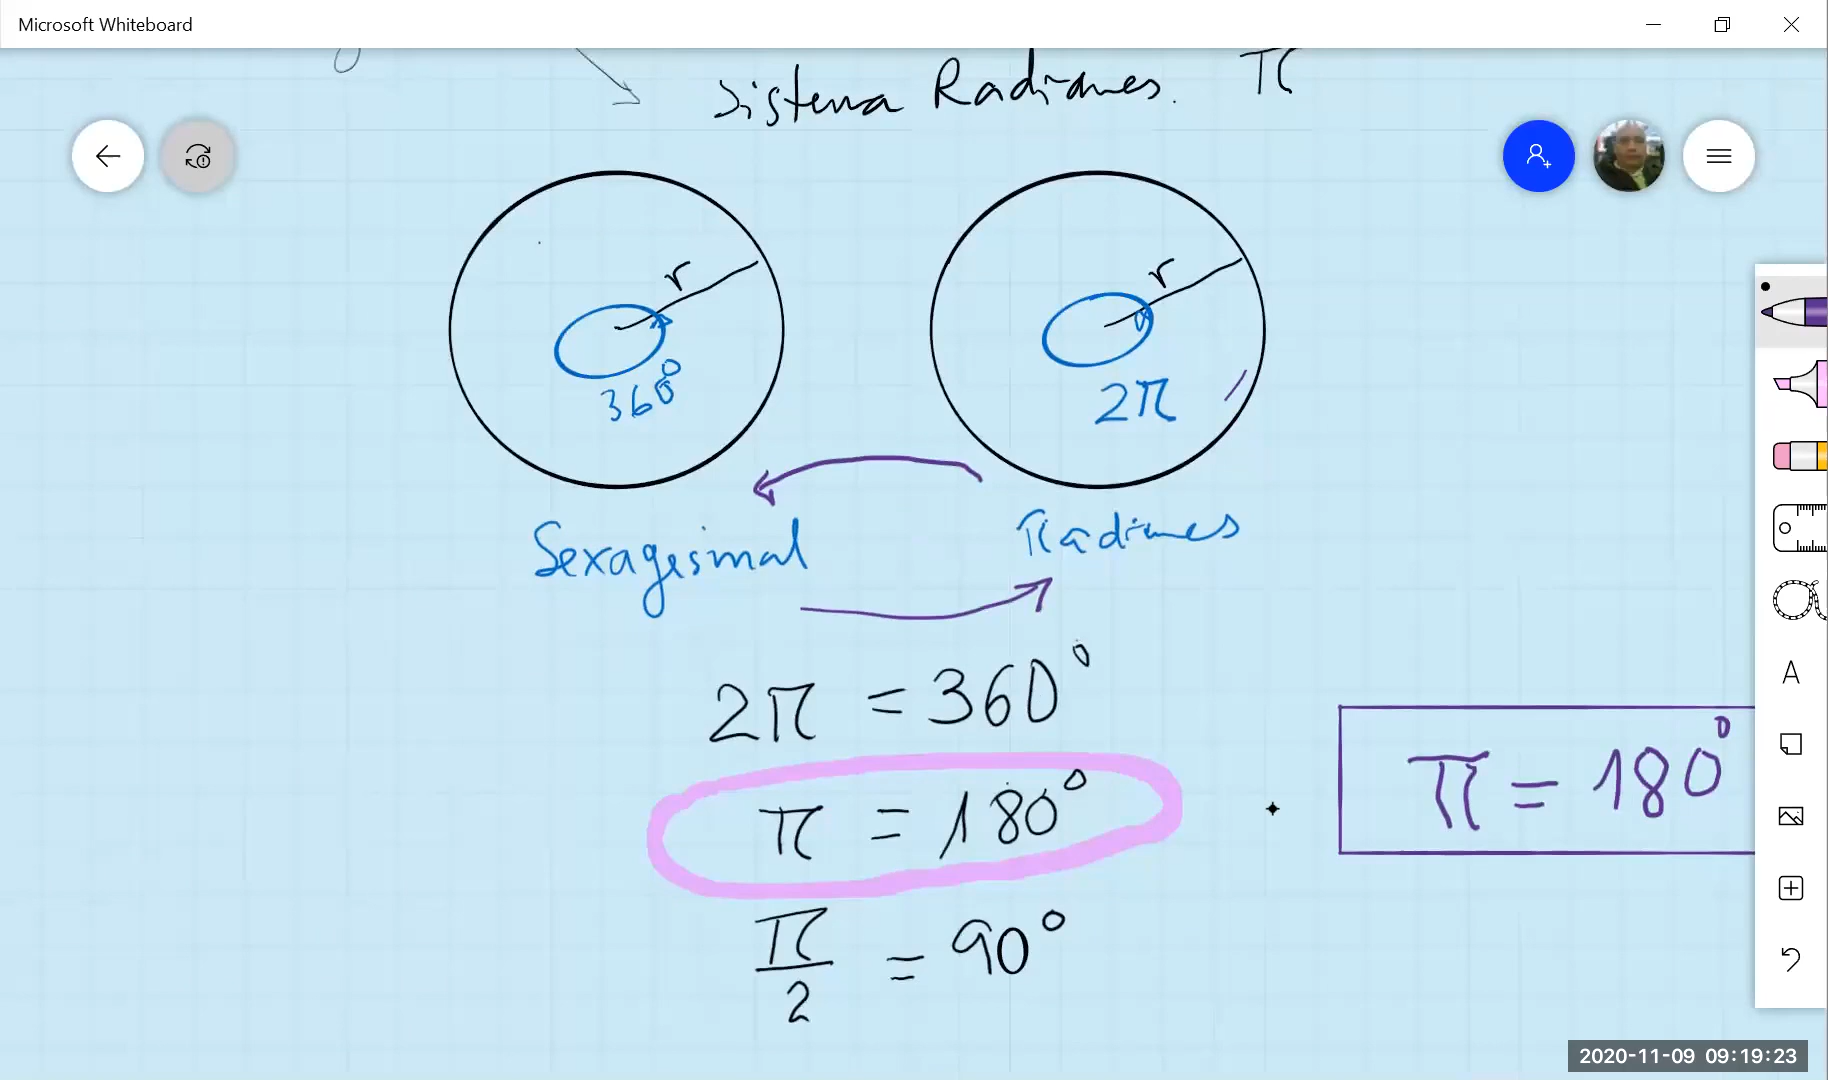 Microsoft Whiteboard
Sistema Radianes. π
r
360°
r
2π
Sexagesimal
Radianes
2π = 360°
π = 180°
π = 180°
π/2 = 90°
A
2020-11-09 09:19:23